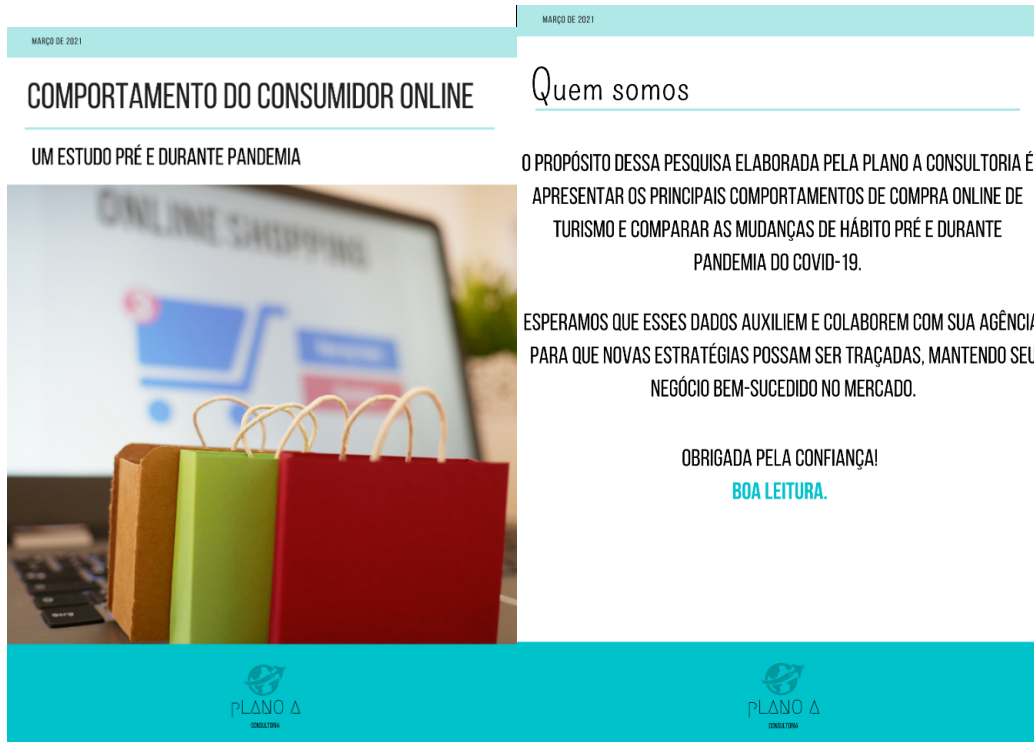 MARÇO DE 2021
COMPORTAMENTO DO CONSUMIDOR ONLINE
UM ESTUDO PRÉ E DURANTE PANDEMIA
ONLINE SHOPPING
PLANO A
CONSULTORIA
MARÇO DE 2021
Quem somos
O PROPÓSITO DESSA PESQUISA ELABORADA PELA PLANO A CONSULTORIA É
APRESENTAR OS PRINCIPAIS COMPORTAMENTOS DE COMPRA ONLINE DE
TURISMO E COMPARAR AS MUDANÇAS DE HÁBITO PRÉ E DURANTE
PANDEMIA DO COVID-19.
ESPERAMOS QUE ESSES DADOS AUXILIEM E COLABOREM COM SUA AGÊNCIA
PARA QUE NOVAS ESTRATÉGIAS POSSAM SER TRAÇADAS, MANTENDO SEU
NEGÓCIO BEM-SUCEDIDO NO MERCADO.
OBRIGADA PELA CONFIANÇA!
BOA LEITURA.
PLANO A
CONSULTORIA